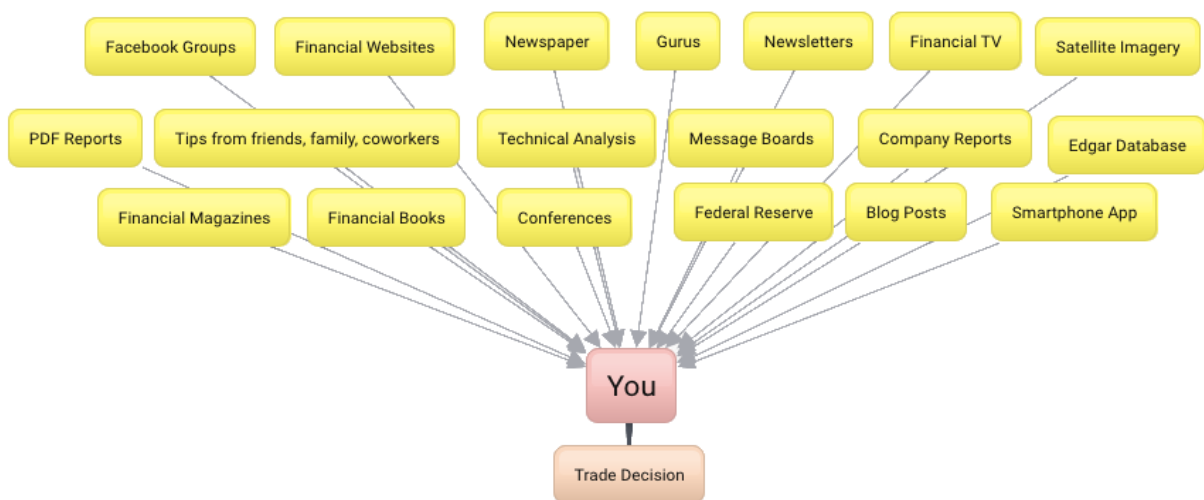 Facebook Groups
Financial Websites
Newspaper
Gurus
Newsletters
Financial TV
Satellite Imagery
PDF Reports
Tips from friends, family, coworkers
Technical Analysis
Message Boards
Company Reports
Edgar Database
Financial Magazines
Financial Books
Conferences
Federal Reserve
Blog Posts
Smartphone App
You
Trade Decision